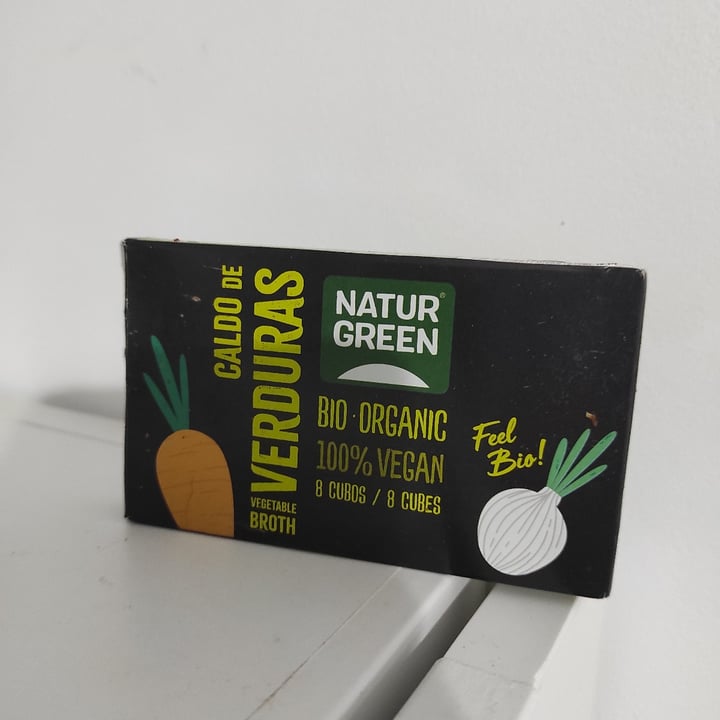 CALDO DE
VERDURAS
VEGETABLE
BROTH
NATUR®
GREEN
BIO · ORGANIC
100% VEGAN
8 CUBOS / 8 CUBES
Feel
Bio!